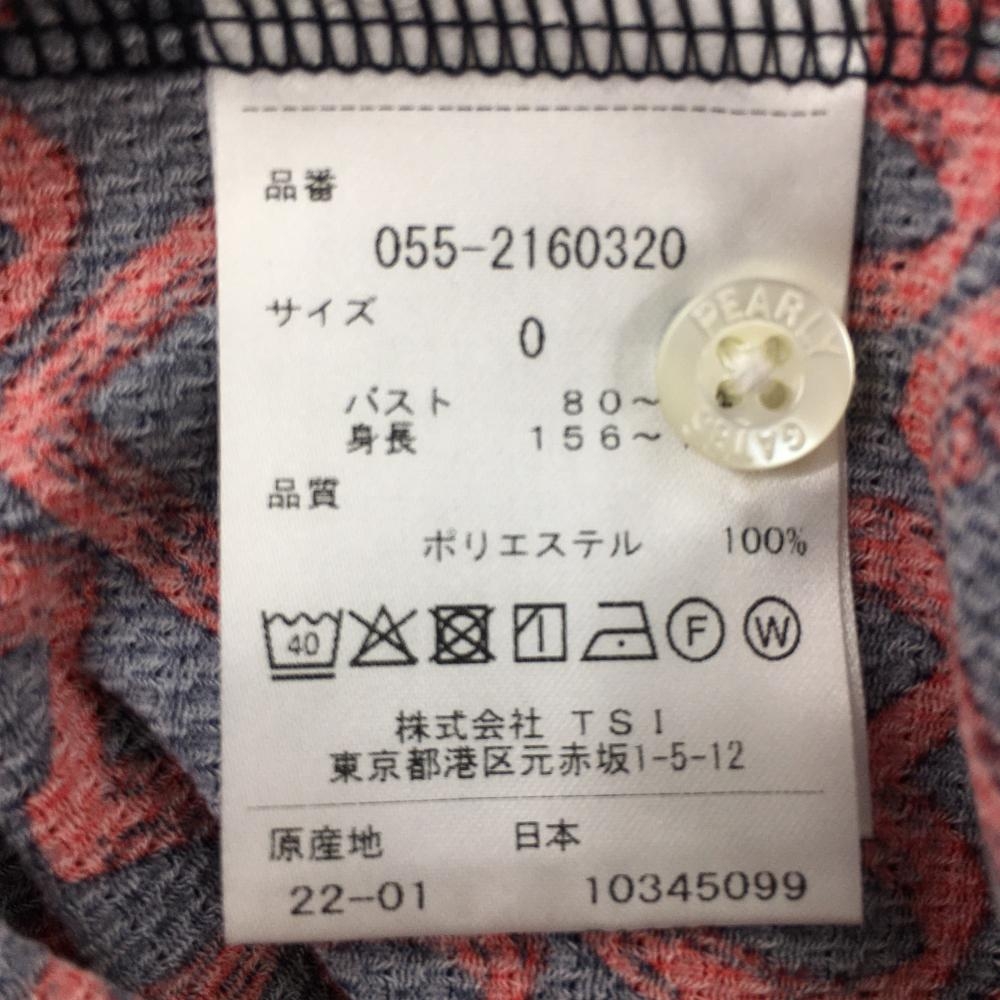 品番
055-2160320
サイズ
0
バスト 80~
身長 156~
品質
ポリエステル 100%
40
F W
株式会社 TSI
東京都港区元赤坂1-5-12
原産地 日本
22-01 10345099
PEARLY
GATES